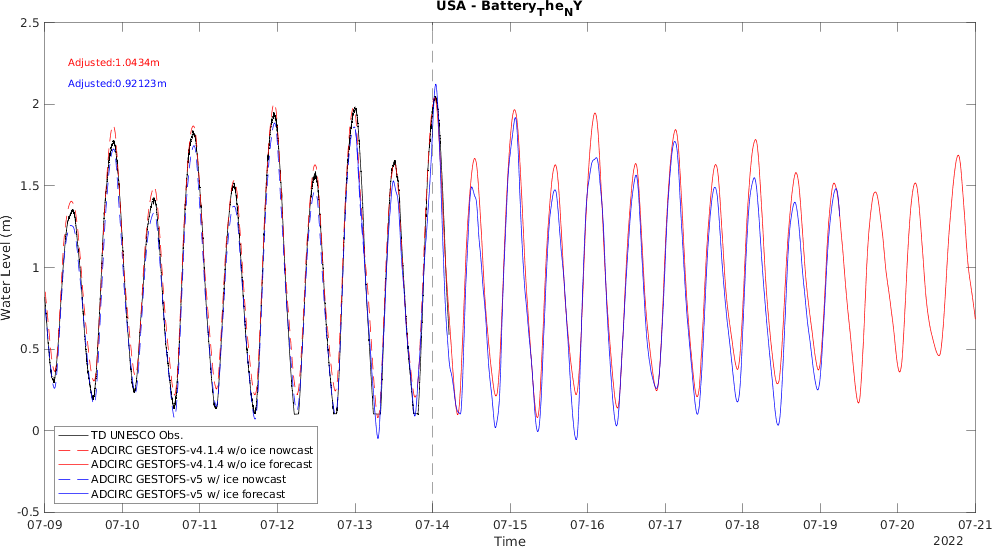 USA - Battery_The_NY
2.5
Adjusted:1.0434m
Adjusted:0.92123m
2
1.5
1
0.5
0
-0.5
Water Level (m)
TD UNESCO Obs.
ADCIRC GESTOFS-v4.1.4 w/o ice nowcast
ADCIRC GESTOFS-v4.1.4 w/o ice forecast
ADCIRC GESTOFS-v5 w/ ice nowcast
ADCIRC GESTOFS-v5 w/ ice forecast
07-09 07-10 07-11 07-12 07-13 07-14 07-15 07-16 07-17 07-18 07-19 07-20 07-21
Time
2022